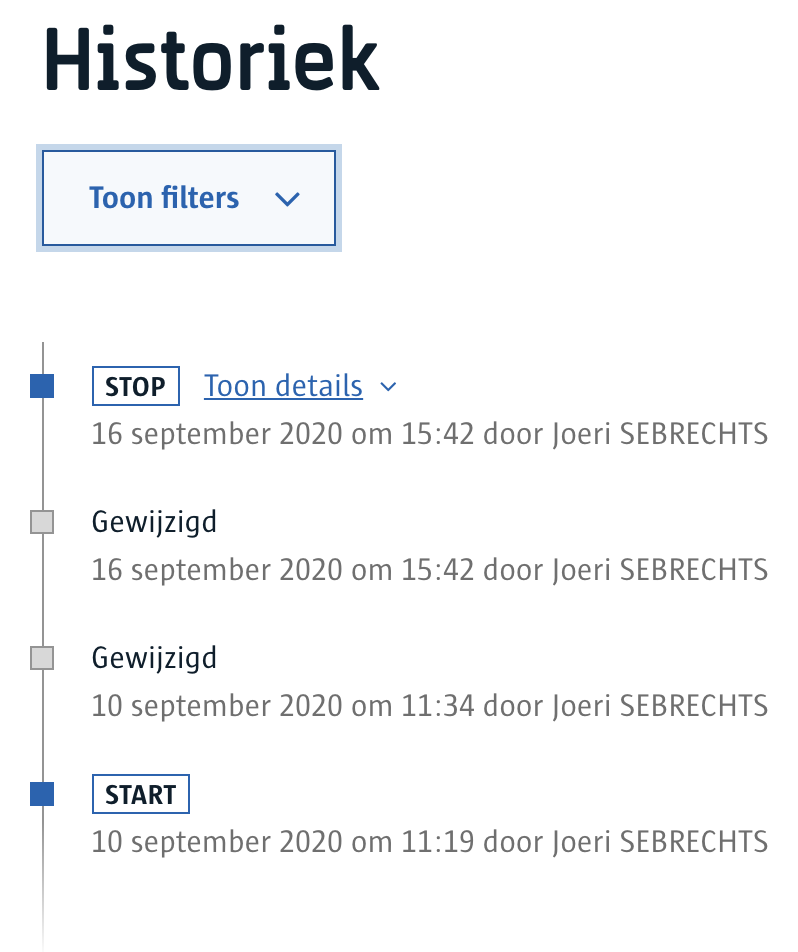 Historiek
Toon filters
STOP Toon details
16 september 2020 om 15:42 door Joeri SEBRECHTS
Gewijzigd
16 september 2020 om 15:42 door Joeri SEBRECHTS
Gewijzigd
10 september 2020 om 11:34 door Joeri SEBRECHTS
START
10 september 2020 om 11:19 door Joeri SEBRECHTS